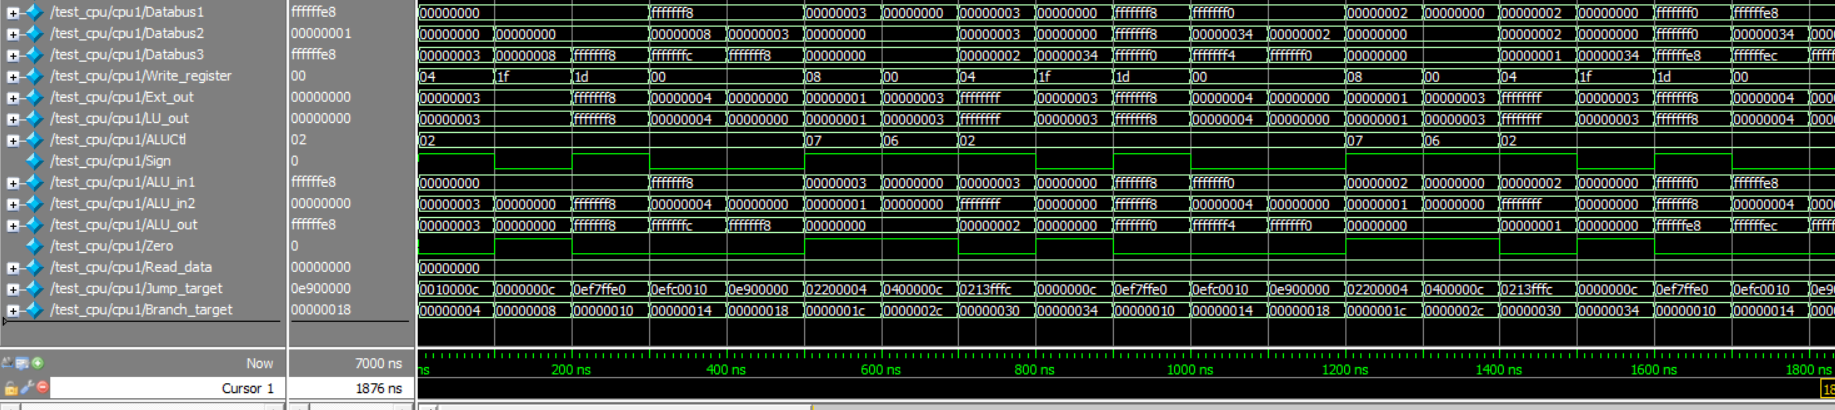 /test_cpu/cpu1/Databus1 ffffffe8 00000000 fffffff8 00000003 00000000 00000003 00000000 fffffff8 fffffff0 00000002 00000000 00000002 00000000 fffffff0 ffffffe8
/test_cpu/cpu1/Databus2 00000001 00000000 00000000 00000008 00000003 00000000 00000003 00000000 fffffff8 00000034 00000002 00000000 00000002 00000000 fffffff0 00000034 000
/test_cpu/cpu1/Databus3 ffffffe8 00000003 00000008 fffffff8 fffffffc fffffff8 00000000 00000002 00000034 fffffff0 fffffff4 fffffff0 00000000 00000001 00000034 ffffffe8 ffffffec ffff
/test_cpu/cpu1/Write_register 00 04 1f 1d 00 08 00 04 1f 1d 00 08 00 04 1f 1d 00
/test_cpu/cpu1/Ext_out 00000000 00000003 fffffff8 00000004 00000000 00000001 00000003 ffffffff 00000003 fffffff8 00000004 00000000 00000001 00000003 ffffffff 00000003 fffffff8 00000004 000
/test_cpu/cpu1/LU_out 00000000 00000003 fffffff8 00000004 00000000 00000001 00000003 ffffffff 00000003 fffffff8 00000004 00000000 00000001 00000003 ffffffff 00000003 fffffff8 00000004 000
/test_cpu/cpu1/ALUCtl 02 02 07 06 02 07 06 02
/test_cpu/cpu1/Sign 0
/test_cpu/cpu1/ALU_in1 ffffffe8 00000000 fffffff8 00000003 00000000 00000003 00000000 fffffff8 fffffff0 00000002 00000000 00000002 00000000 fffffff0 ffffffe8
/test_cpu/cpu1/ALU_in2 00000000 00000003 00000000 fffffff8 00000004 00000000 00000001 00000000 ffffffff 00000000 fffffff8 00000004 00000000 00000001 00000000 ffffffff 00000000 fffffff8 00000004 000
/test_cpu/cpu1/ALU_out ffffffe8 00000003 00000000 fffffff8 fffffffc fffffff8 00000000 00000002 00000000 fffffff0 fffffff4 fffffff0 00000000 00000001 00000000 ffffffe8 ffffffec ffff
/test_cpu/cpu1/Zero 0
/test_cpu/cpu1/Read_data 00000000 00000000
/test_cpu/cpu1/Jump_target 0e900000 0010000c 0000000c 0ef7ffe0 0efc0010 0e900000 02200004 0400000c 0213fffc 0000000c 0ef7ffe0 0efc0010 0e900000 02200004 0400000c 0213fffc 0000000c 0ef7ffe0 0efc0010 0e9
/test_cpu/cpu1/Branch_target 00000018 00000004 00000008 00000010 00000014 00000018 0000001c 0000002c 00000030 00000034 00000010 00000014 00000018 0000001c 0000002c 00000030 00000034 00000010 00000014 000
Now 7000 ns ns 200 ns 400 ns 600 ns 800 ns 1000 ns 1200 ns 1400 ns 1600 ns 1800 ns
Cursor 1 1876 ns 18